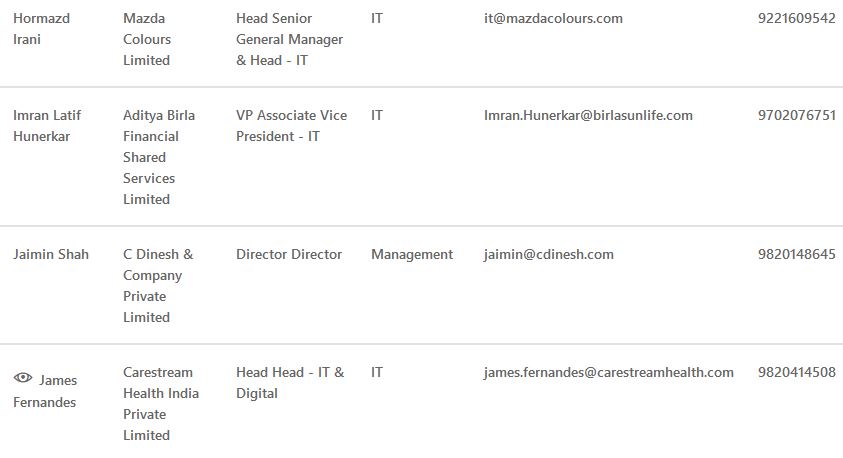 Hormazd Mazda Head Senior IT it@mazdacolours.com 9221609542
Irani Colours General Manager
Limited & Head - IT
Imran Latif Aditya Birla VP Associate Vice IT Imran.Hunerkar@birlasunlife.com 9702076751
Hunerkar Financial President - IT
Shared
Services
Limited
Jaimin Shah C Dinesh & Director Director Management jaimin@cdinesh.com 9820148645
Company
Private
Limited
James Carestream Head Head - IT & IT james.fernandes@carestreamhealth.com 9820414508
Fernandes Health India Digital
Private
Limited